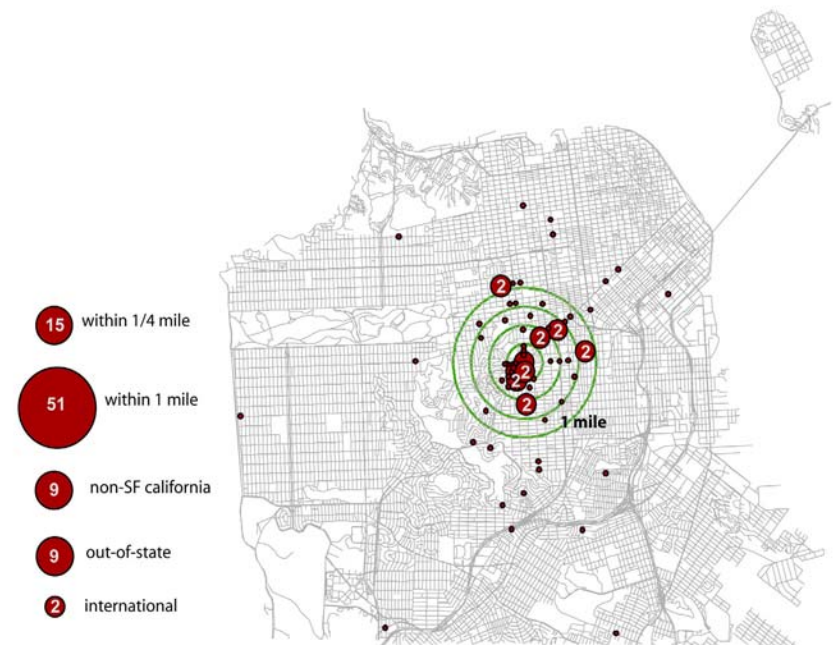 2
2
2
2
2
2
2
1 mile
15 within 1/4 mile
51 within 1 mile
9 non-SF california
9 out-of-state
2 international